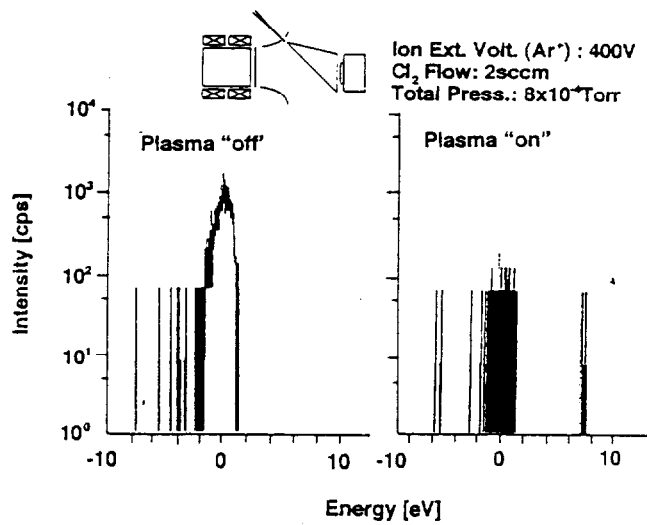 Ion Ext. Volt. (Ar⁺) : 400V
Cl₂ Flow: 2sccm
Total Press.: 8x10⁻⁴Torr
Plasma "off'
Plasma "on"
Intensity [cps]
10⁴
10³
10²
10¹
10⁰
-10
0
10
-10
0
10
Energy [eV]